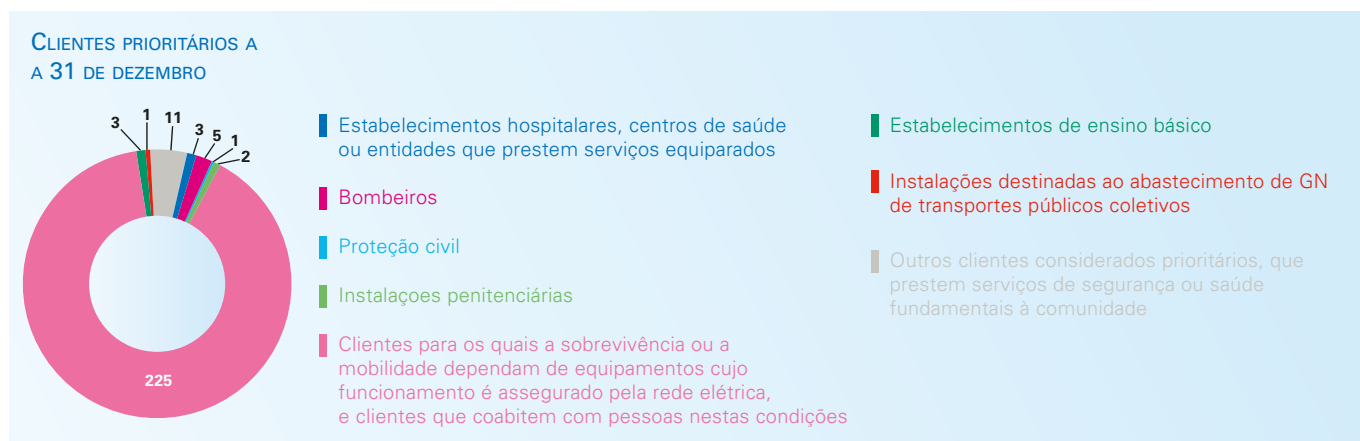 CLIENTES PRIORITÁRIOS A
A 31 DE DEZEMBRO
3
1
11
3
5
1
2
225
Estabelecimentos hospitalares, centros de saúde
ou entidades que prestem serviços equiparados
Bombeiros
Proteção civil
Instalaçoes penitenciárias
Clientes para os quais a sobrevivência ou a
mobilidade dependam de equipamentos cujo
funcionamento é assegurado pela rede elétrica,
e clientes que coabitem com pessoas nestas condições
Estabelecimentos de ensino básico
Instalações destinadas ao abastecimento de GN
de transportes públicos coletivos
Outros clientes considerados prioritários, que
prestem serviços de segurança ou saúde
fundamentais à comunidade